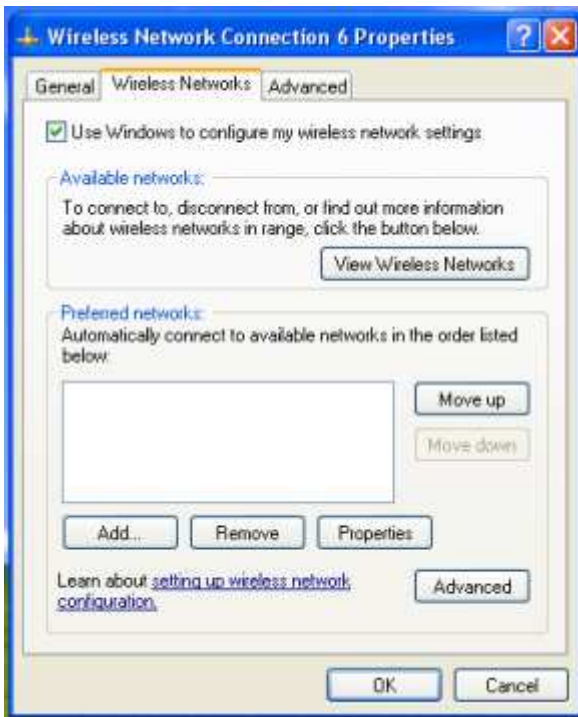 Wireless Network Connection 6 Properties
General Wireless Networks Advanced
Use Windows to configure my wireless network settings
Available networks:
To connect to, disconnect from, or find out more information
about wireless networks in range, click the button below.
View Wireless Networks
Preferred networks:
Automatically connect to available networks in the order listed
below:
Move up
Move down
Add... Remove Properties
Learn about setting up wireless network
configuration.
Advanced
OK Cancel